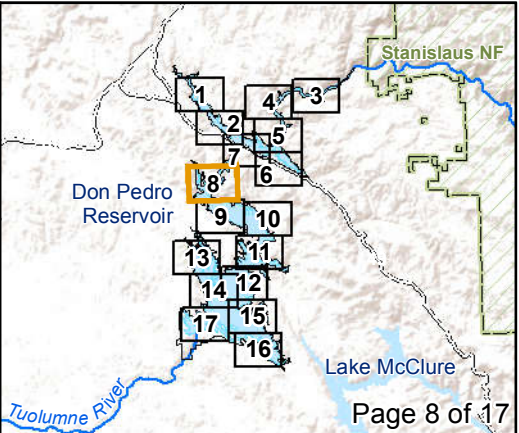 Stanislaus NF
1
4
3
2
5
7
6
8
Don Pedro
Reservoir
9
10
11
13
12
14
15
17
16
Lake McClure
Tuolumne River
Page 8 of 17